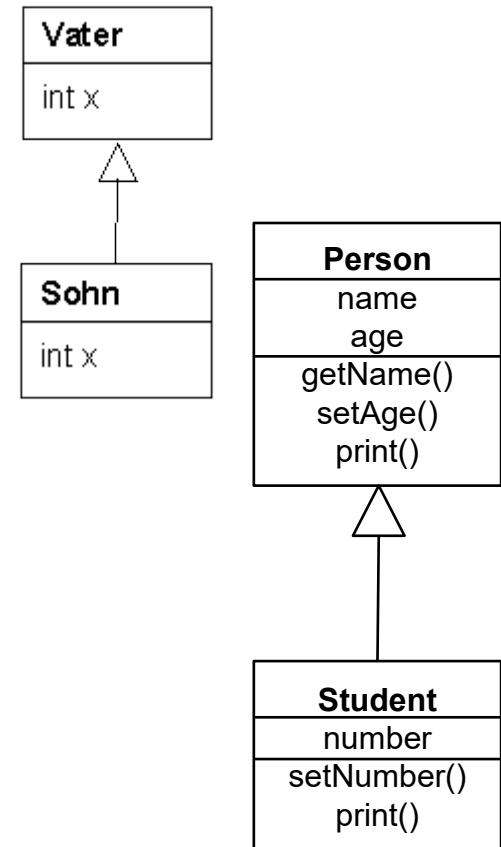 Vater
int x
Sohn
int x
Person
name
age
getName()
setAge()
print()
Student
number
setNumber()
print()